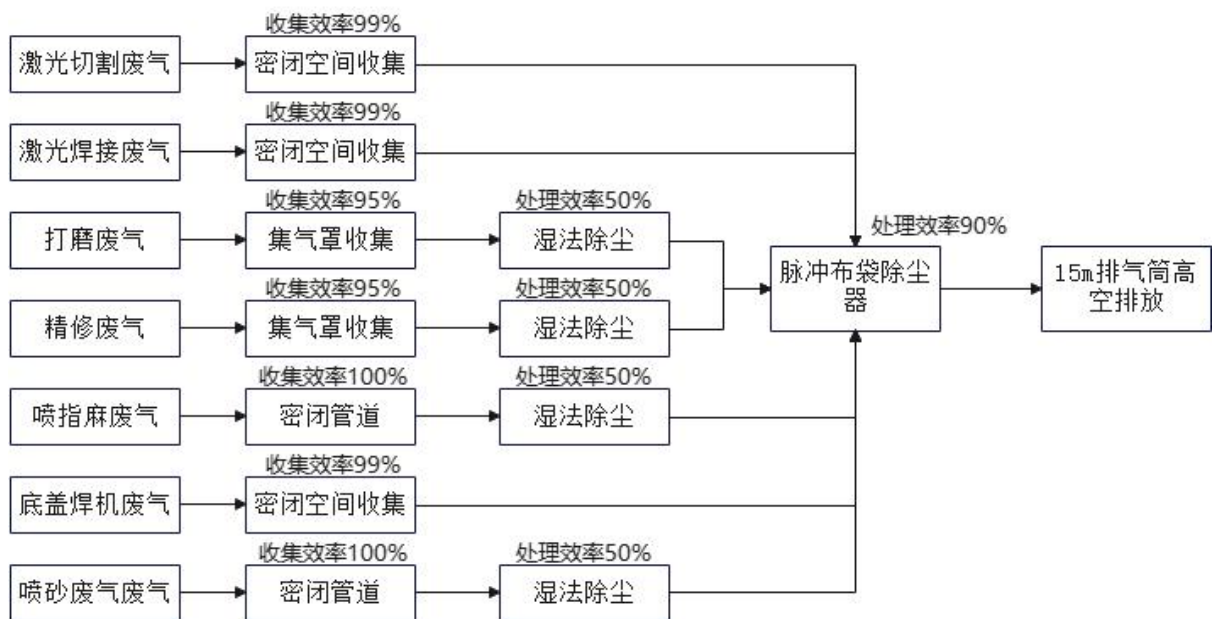 收集效率99%
激光切割废气
密闭空间收集
收集效率99%
激光焊接废气
密闭空间收集
收集效率95%
处理效率50%
打磨废气
集气罩收集
湿法除尘
处理效率90%
脉冲布袋除尘
器
15m排气筒高
空排放
收集效率95%
处理效率50%
精修废气
集气罩收集
湿法除尘
收集效率100%
处理效率50%
喷指麻废气
密闭管道
湿法除尘
收集效率99%
底盖焊机废气
密闭空间收集
收集效率100%
处理效率50%
喷砂废气废气
密闭管道
湿法除尘